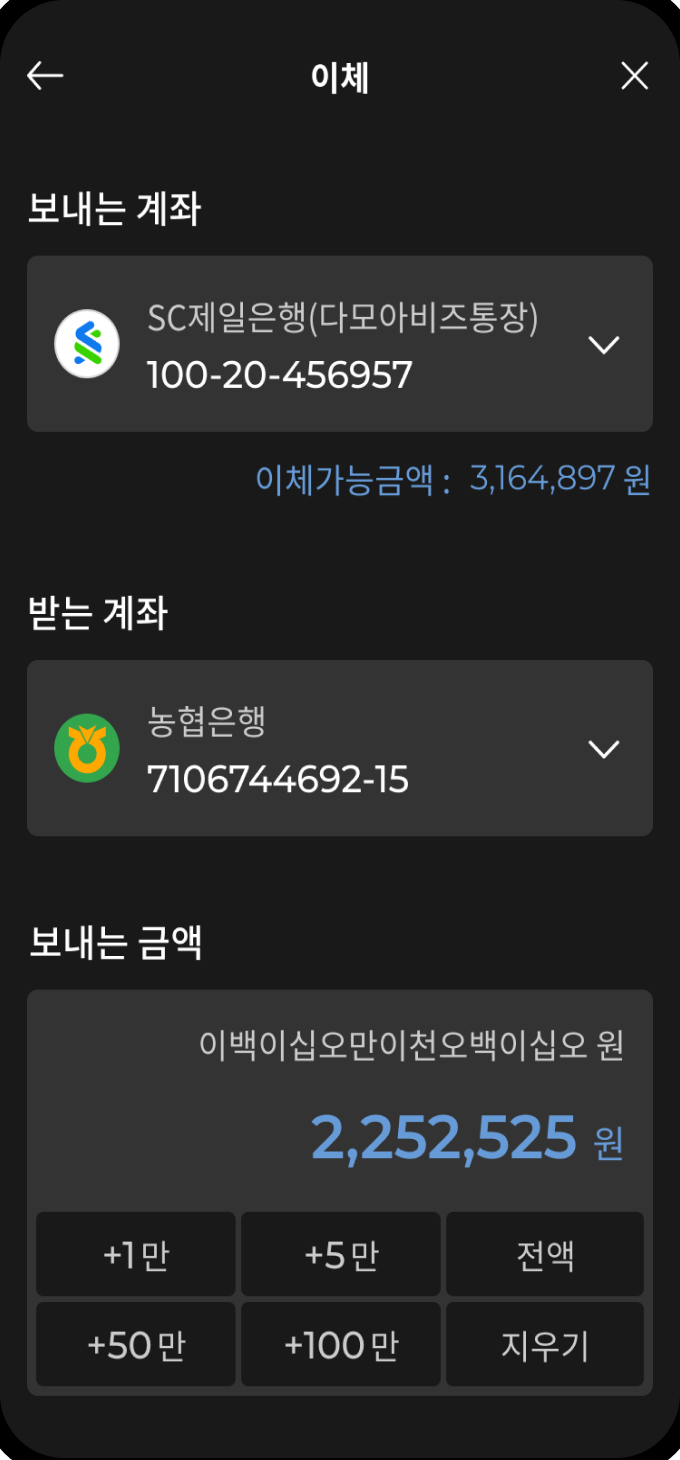 이체
보내는 계좌
SC제일은행(다모아비즈통장)
100-20-456957
이체가능금액 : 3,164,897 원
받는 계좌
농협은행
7106744692-15
보내는 금액
이백이십오만이천오백이십오 원
2,252,525 원
+1만 +5만 전액
+50만 +100만 지우기